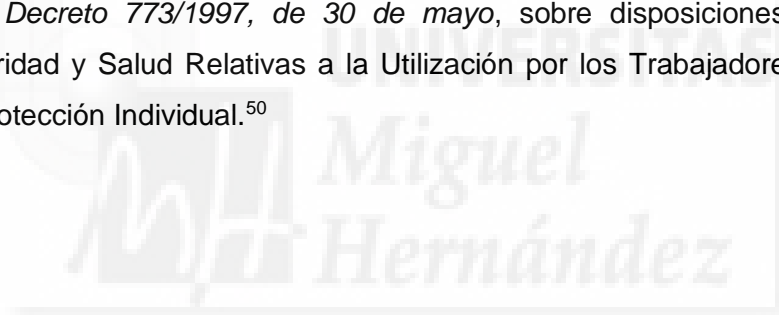 Decreto 773/1997, de 30 de mayo, sobre disposiciones
ridad y Salud Relativas a la Utilización por los Trabajadore
otección Individual.50
UNIVERSITAS
Miguel
Hernández